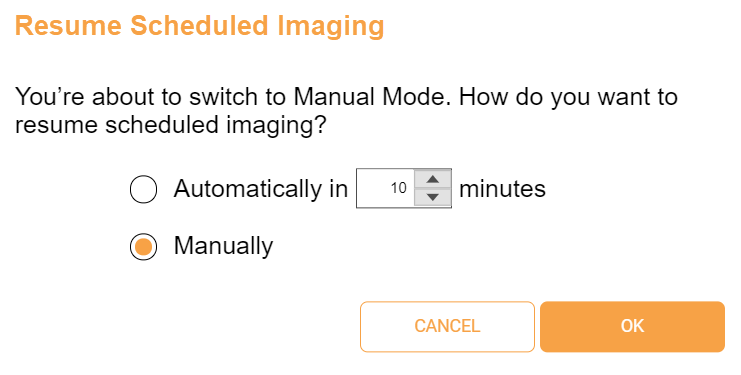 Resume Scheduled Imaging
You’re about to switch to Manual Mode. How do you want to
resume scheduled imaging?
Automatically in 10 minutes
Manually
CANCEL OK